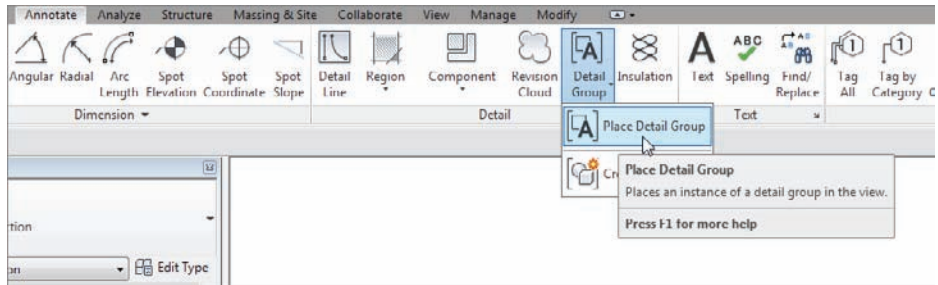 Annotate Analyze Structure Massing & Site Collaborate View Manage Modify
Angular Radial Arc Length Spot Elevation Spot Coordinate Spot Slope Detail Line Region Component Revision Cloud Detail Group Insulation Text Spelling Find/ Replace Tag All Tag by Category
Dimension Detail Text
Place Detail Group
Cr
Place Detail Group
Places an instance of a detail group in the view.
Press F1 for more help
tion
on Edit Type